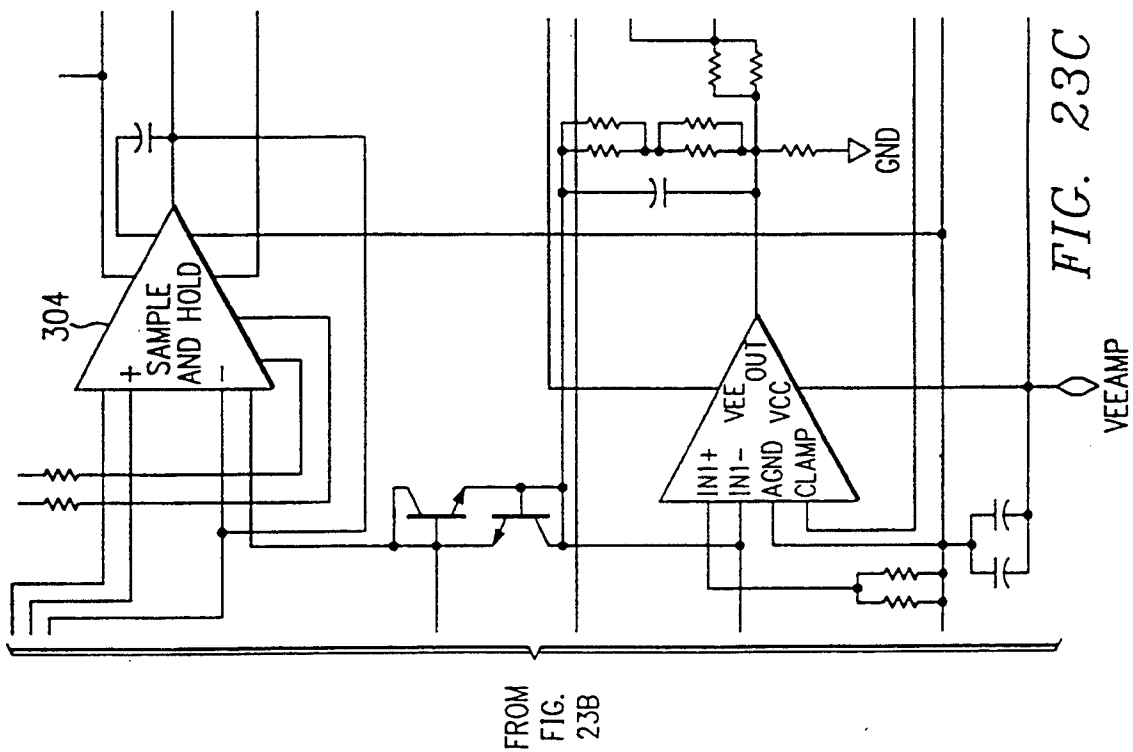 304
+
SAMPLE
AND HOLD
-
FROM
FIG.
23B
IN1+
IN1-
AGND
CLAMP
VEE
VCC
OUT
GND
VEEAMP
FIG. 23C